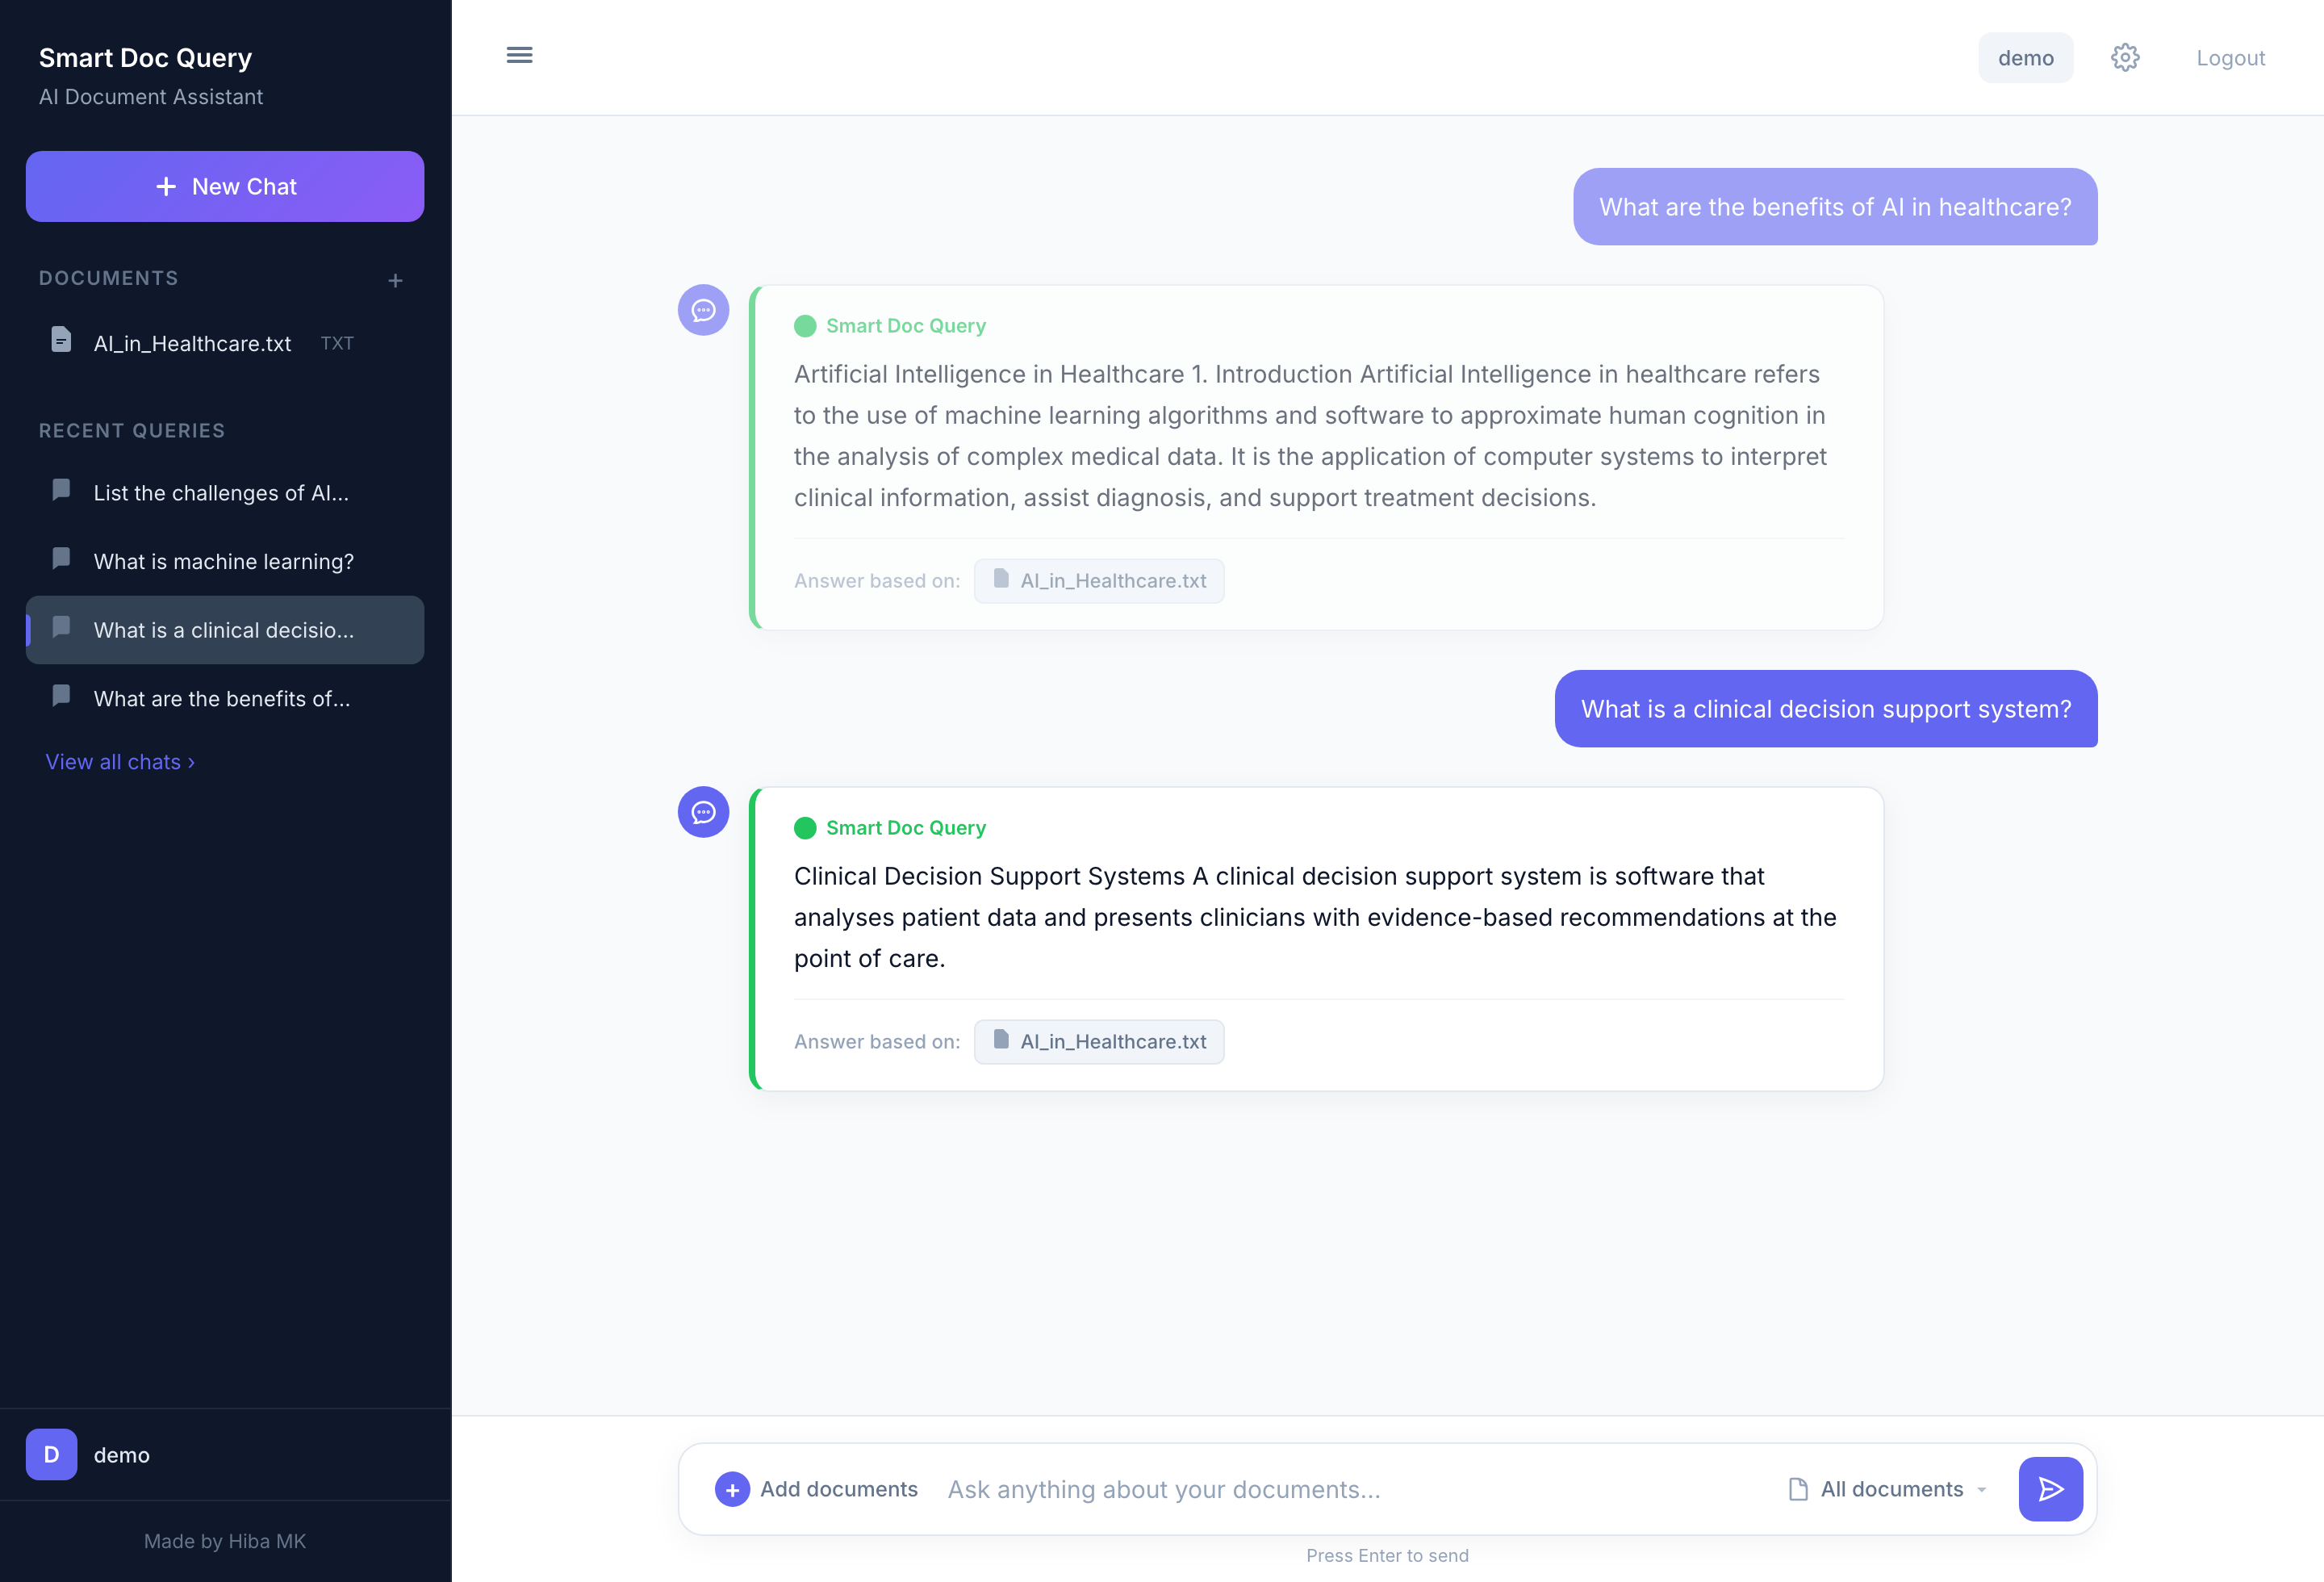 Smart Doc Query
AI Document Assistant
New Chat
DOCUMENTS
AI_in_Healthcare.txt TXT
RECENT QUERIES
List the challenges of AI...
What is machine learning?
What is a clinical decisio...
What are the benefits of...
View all chats ›
D demo
Made by Hiba MK
demo Logout
What are the benefits of AI in healthcare?
Smart Doc Query
Artificial Intelligence in Healthcare 1. Introduction Artificial Intelligence in healthcare refers
to the use of machine learning algorithms and software to approximate human cognition in
the analysis of complex medical data. It is the application of computer systems to interpret
clinical information, assist diagnosis, and support treatment decisions.
Answer based on: AI_in_Healthcare.txt
What is a clinical decision support system?
Smart Doc Query
Clinical Decision Support Systems A clinical decision support system is software that
analyses patient data and presents clinicians with evidence-based recommendations at the
point of care.
Answer based on: AI_in_Healthcare.txt
Add documents Ask anything about your documents... All documents
Press Enter to send